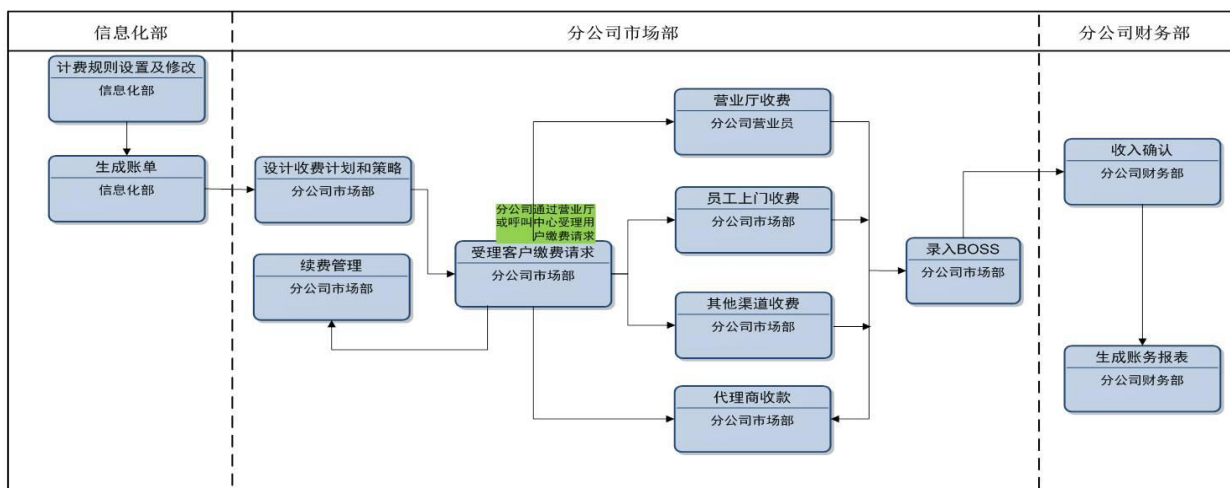 信息化部
分公司市场部
分公司财务部
计费规则设置及修改
信息化部
生成账单
信息化部
设计收费计划和策略
分公司市场部
续费管理
分公司市场部
分公司通过营业厅
或呼叫中心受理用
户缴费请求
受理客户缴费请求
分公司市场部
营业厅收费
分公司营业员
员工上门收费
分公司市场部
其他渠道收费
分公司市场部
代理商收款
分公司市场部
录入BOSS
分公司市场部
收入确认
分公司财务部
生成账务报表
分公司财务部